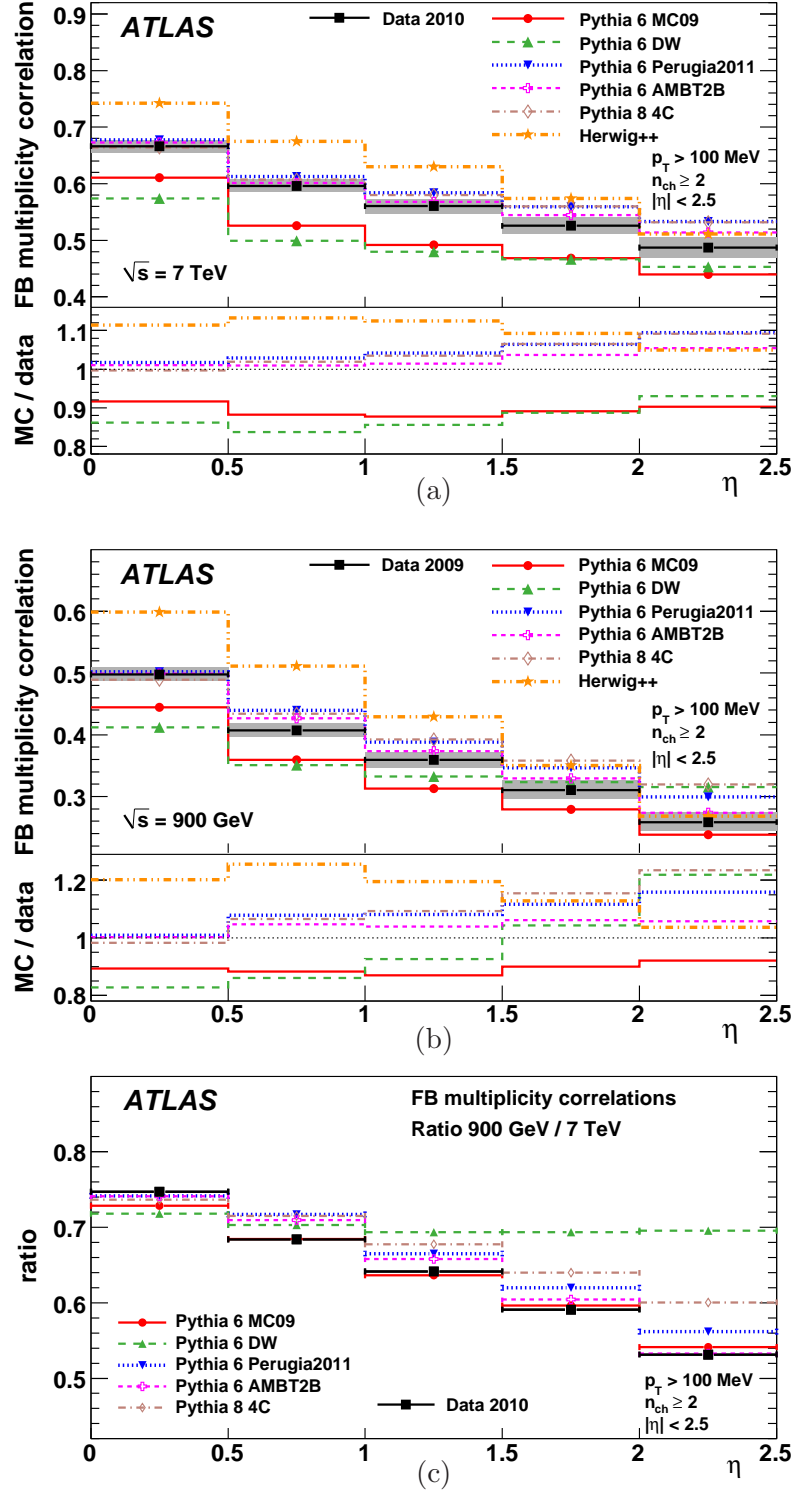 ATLAS
Data 2010
Pythia 6 MC09
Pythia 6 DW
Pythia 6 Perugia2011
Pythia 6 AMBT2B
Pythia 8 4C
Herwig++
p_T > 100 MeV
n_ch ≥ 2
|η| < 2.5
√s = 7 TeV
FB multiplicity correlation
0.9
0.8
0.7
0.6
0.5
0.4
MC / data
1.1
1
0.9
0.8
0 0.5 1 1.5 2 2.5
η
(a)
ATLAS
Data 2009
Pythia 6 MC09
Pythia 6 DW
Pythia 6 Perugia2011
Pythia 6 AMBT2B
Pythia 8 4C
Herwig++
p_T > 100 MeV
n_ch ≥ 2
|η| < 2.5
√s = 900 GeV
FB multiplicity correlation
0.6
0.5
0.4
0.3
MC / data
1.2
1
0.8
0 0.5 1 1.5 2 2.5
η
(b)
ATLAS
FB multiplicity correlations
Ratio 900 GeV / 7 TeV
ratio
0.8
0.7
0.6
0.5
Pythia 6 MC09
Pythia 6 DW
Pythia 6 Perugia2011
Pythia 6 AMBT2B
Pythia 8 4C
Data 2010
p_T > 100 MeV
n_ch ≥ 2
|η| < 2.5
0 0.5 1 1.5 2 2.5
η
(c)